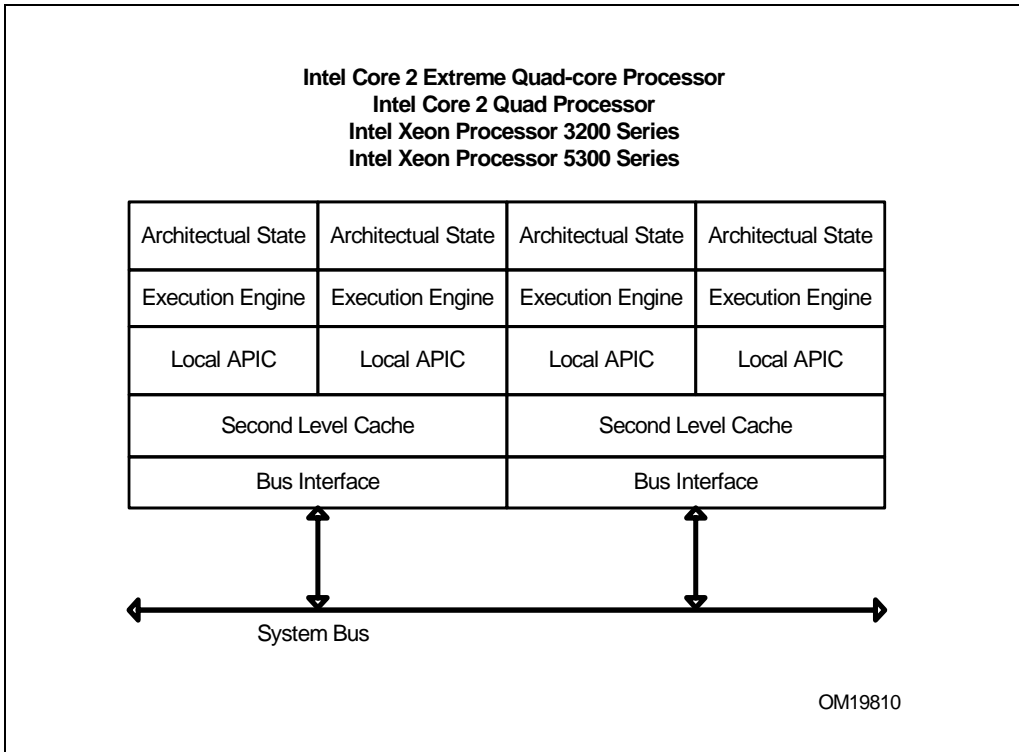 Intel Core 2 Extreme Quad-core Processor
Intel Core 2 Quad Processor
Intel Xeon Processor 3200 Series
Intel Xeon Processor 5300 Series
Architectual State Architectual State Architectual State Architectual State
Execution Engine Execution Engine Execution Engine Execution Engine
Local APIC Local APIC Local APIC Local APIC
Second Level Cache Second Level Cache
Bus Interface Bus Interface
System Bus
OM19810